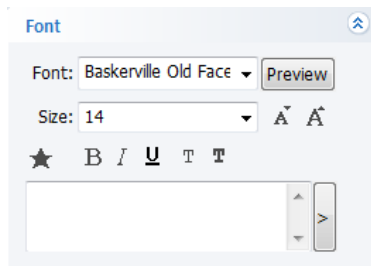 Font
Font: Baskerville Old Face Preview
Size: 14 A A
B I U T T
>